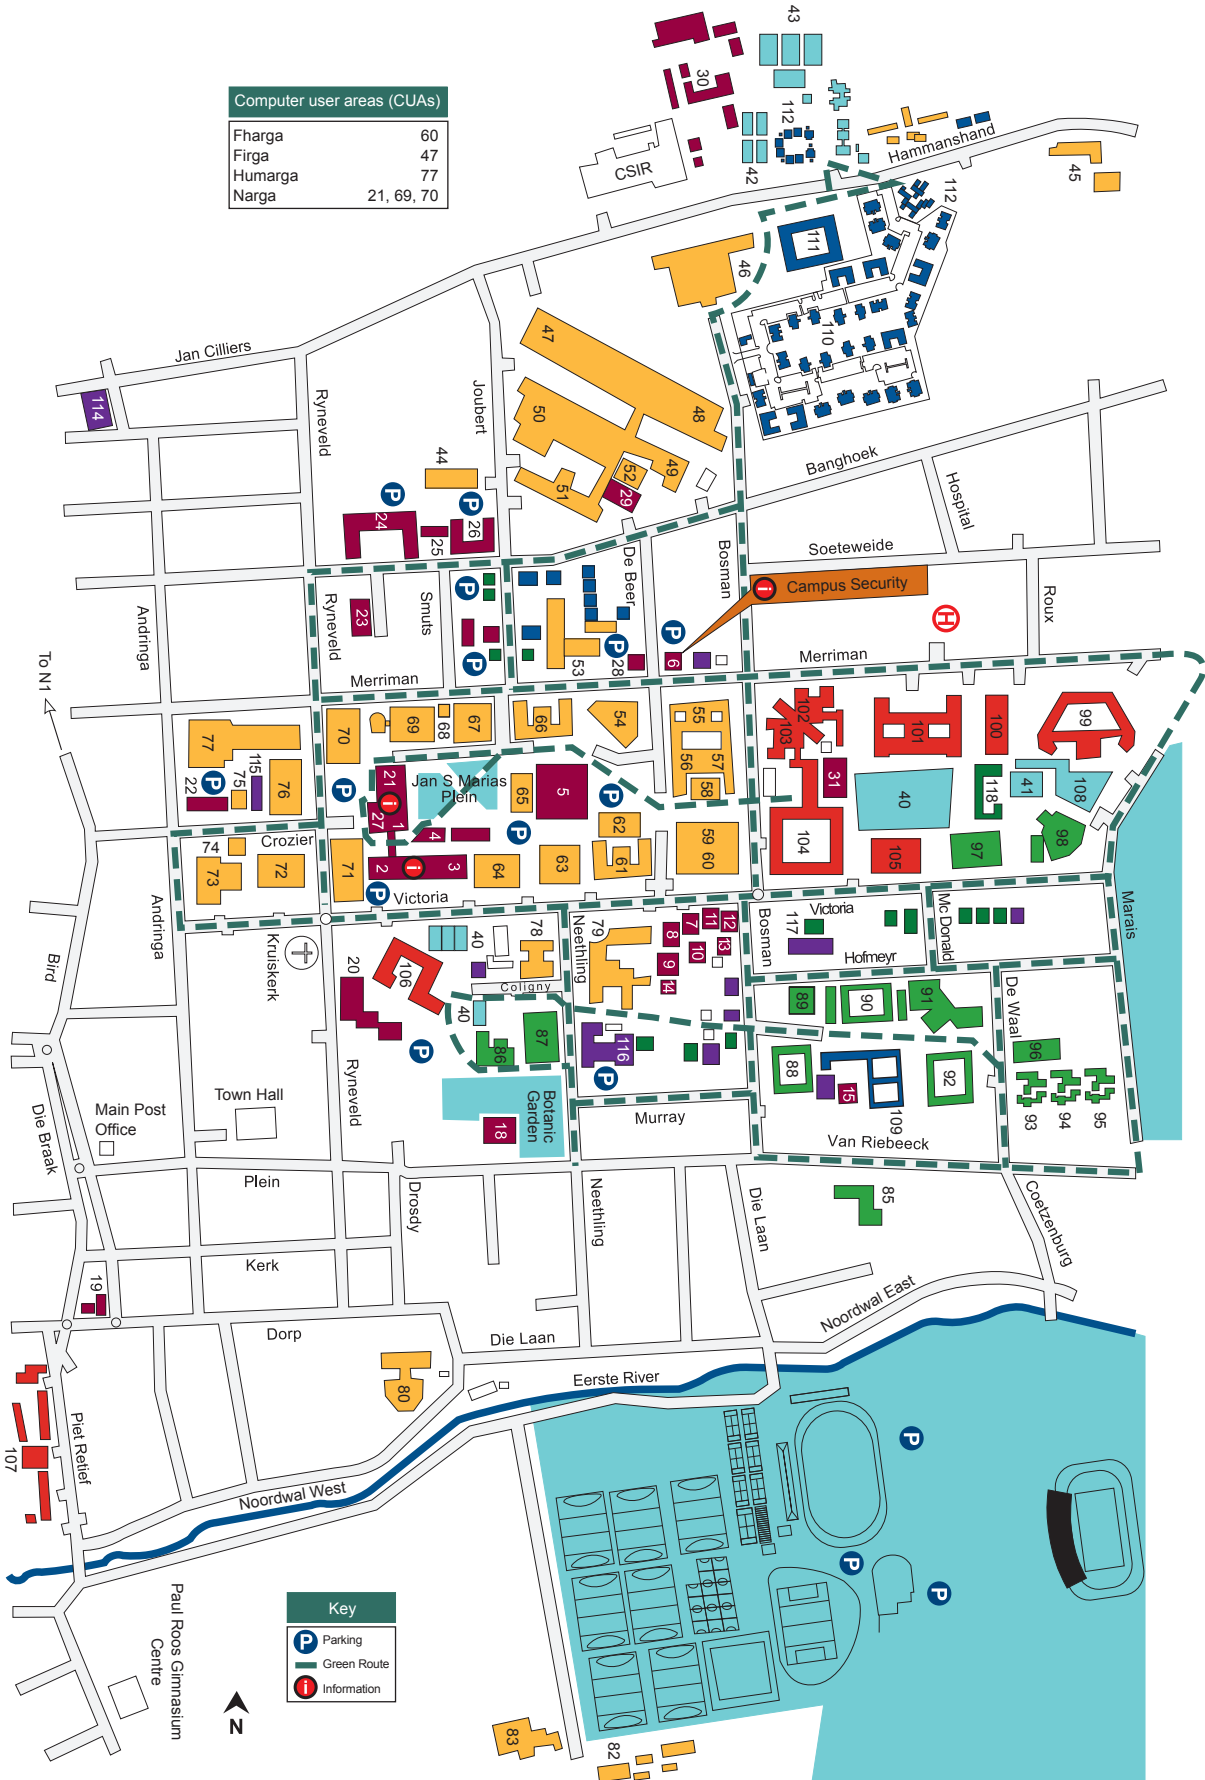 43
30
112
Computer user areas (CUAs)
Fharga 60
Firga 47
Humarga 77
Narga 21, 69, 70
Hammanshand
CSIR
42
45
112
111
46
110
47
Jan Cilliers
114
Ryneveld
Joubert
50
48
49
52
51
29
44
Banghoek
Hospital
P
P
24
25
26
Soeteweide
De Beer
Bosman
i
Campus Security
Roux
H
P
Ryneveld
Smuts
23
Andringa
P
P
P
53
28
6
Merriman
Merriman
To N1
77
70
69
68
67
66
54
55
56
57
58
102
103
101
100
99
115
P
75
22
76
P
21
i
27
1
Jan S Marias
Plein
65
5
P
31
40
118
41
108
4
P
62
59 60
104
105
97
98
74
Crozier
73
72
71
2
i
3
64
63
61
P
Victoria
Marais
Andringa
Bird
Kruiskerk
20
106
40
78
Neethling
79
8
7
11
12
13
10
9
14
Bosman
117
Victoria
Hofmeyr
Mc Donald
Coligny
40
86
87
P
116
P
89
90
91
De Waal
88
15
109
92
96
93
94
95
Ryneveld
Town Hall
Main Post
Office
Die Braak
18
Botanic
Garden
Murray
Van Riebeeck
Plein
Drosdy
Neethling
Die Laan
85
Coetzenburg
Kerk
19
Dorp
Die Laan
Noordwal East
80
Eerste River
107
Piet Retief
Noordwal West
P
P
P
Paul Roos Gimnasium
Centre
Key
P Parking
Green Route
i Information
N
83
82